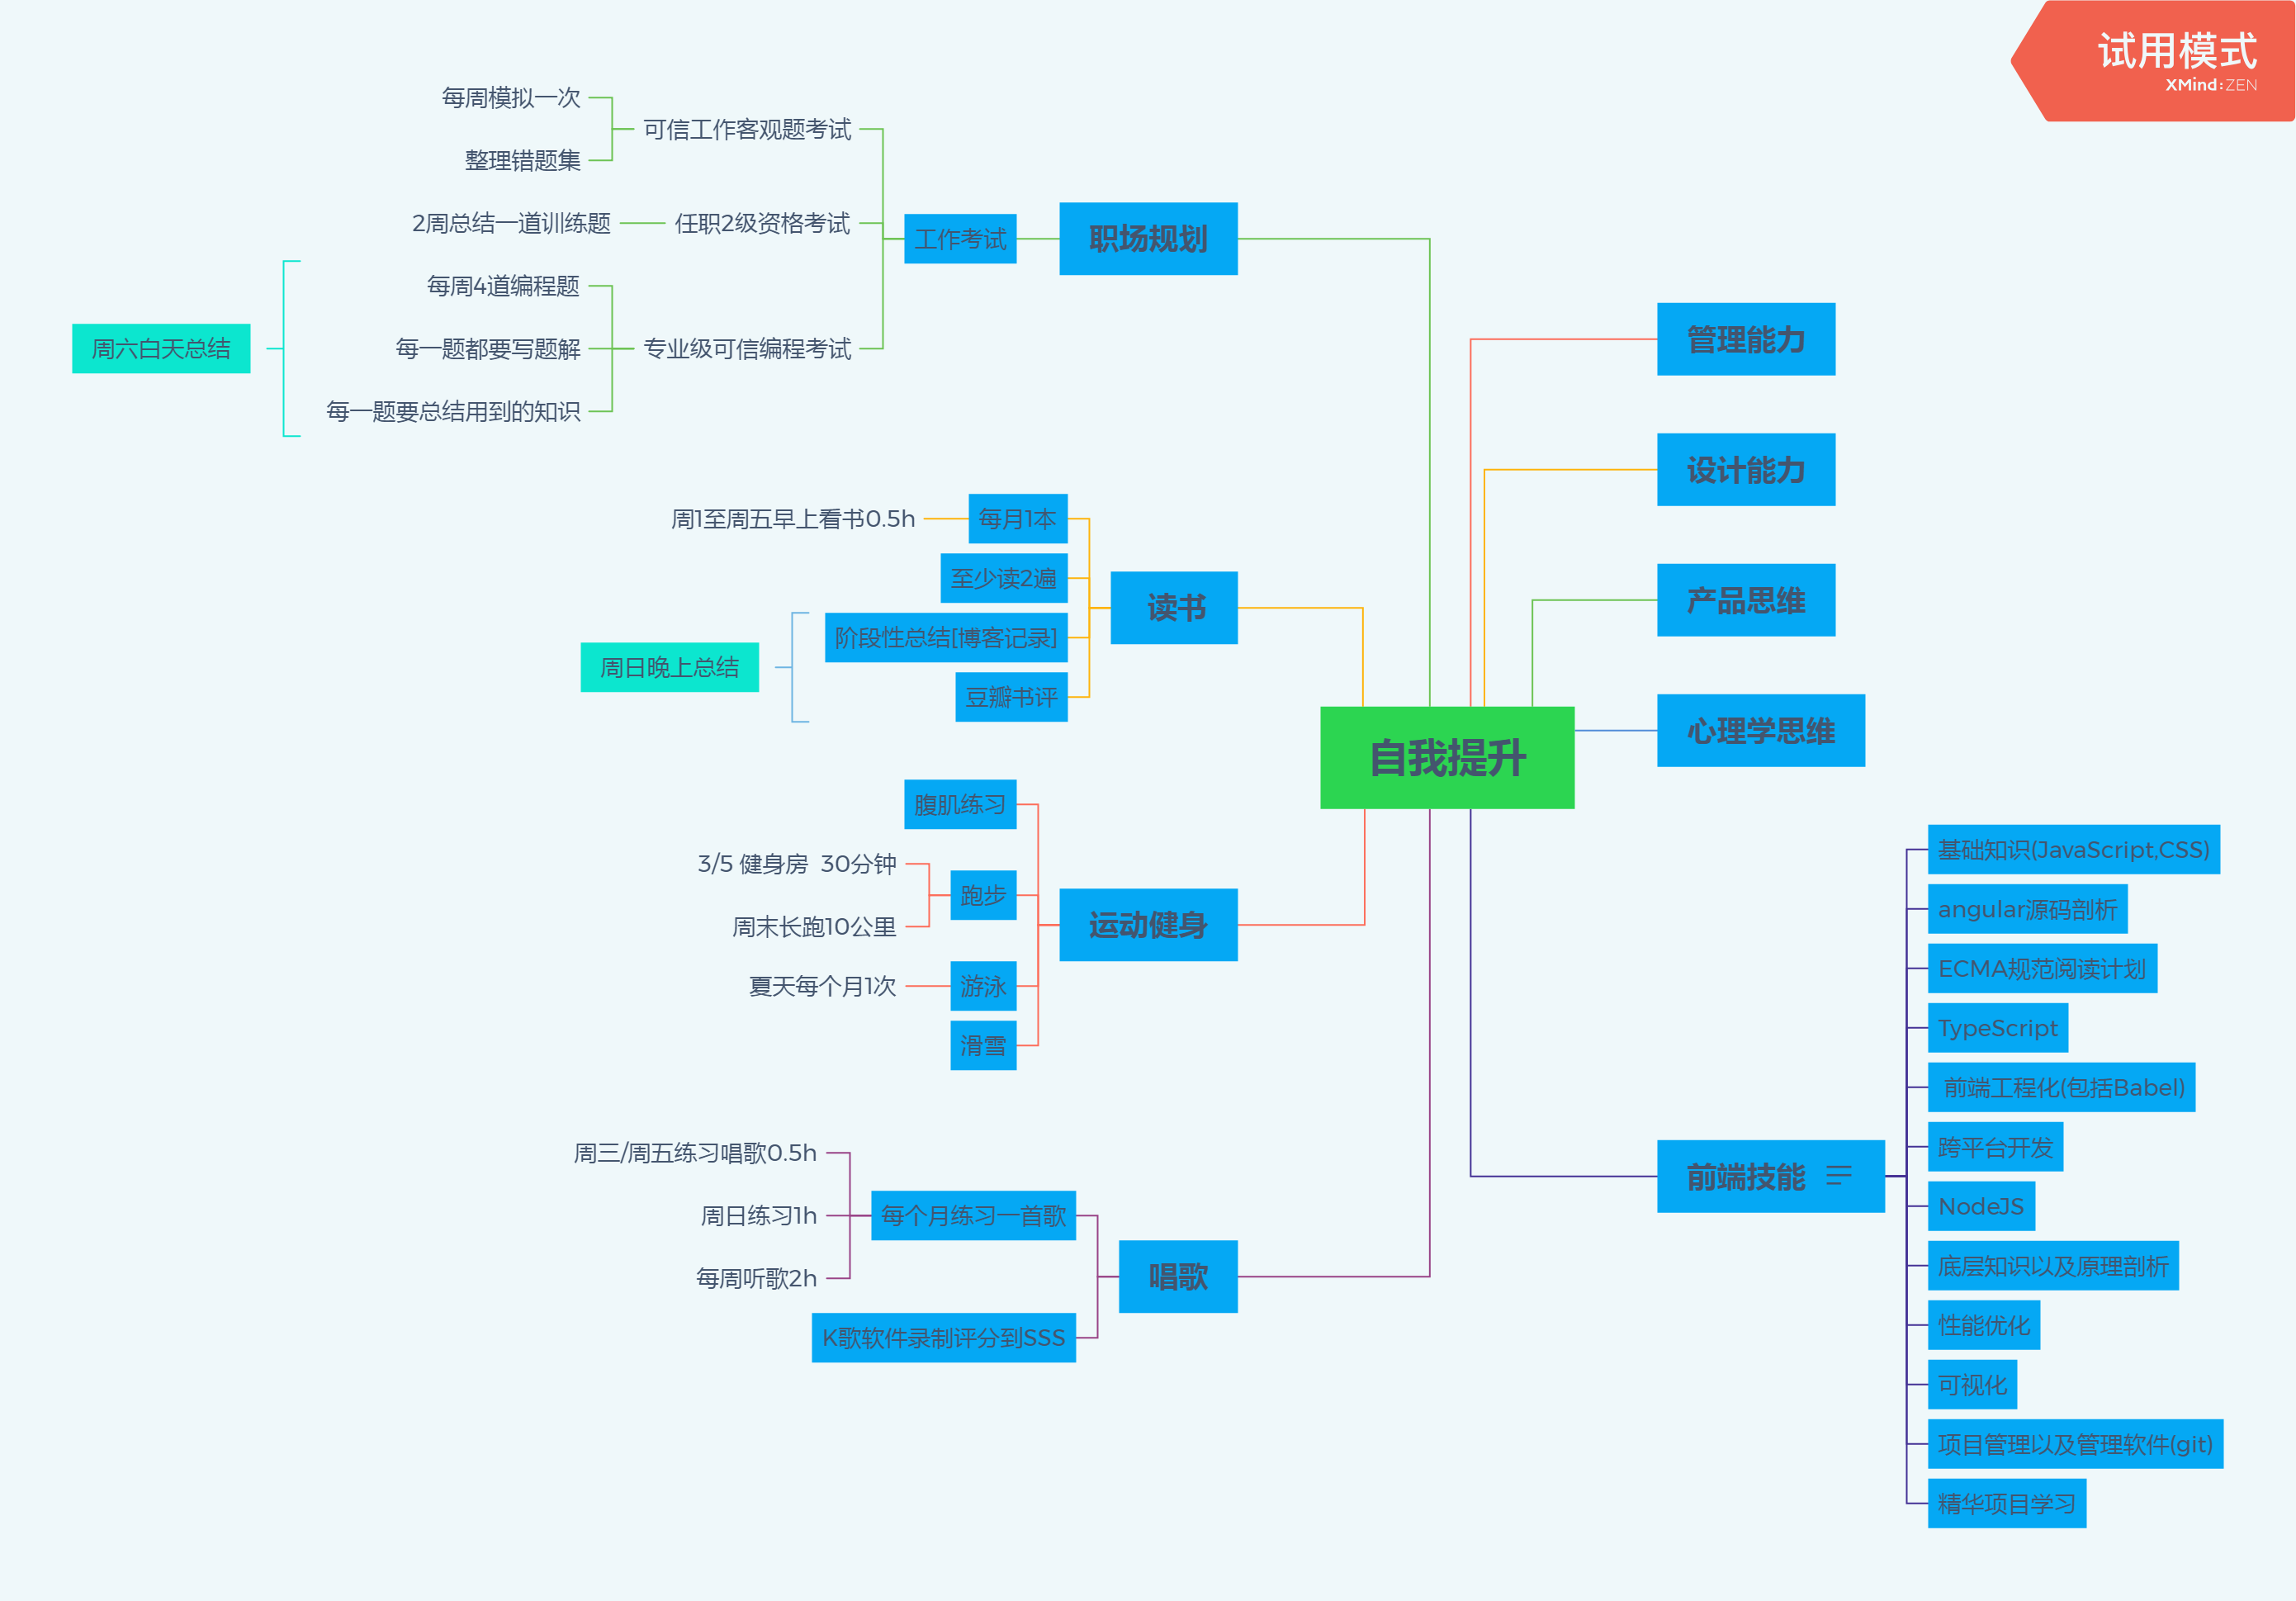 试用模式
XMind:ZEN
自我提升
管理能力
设计能力
产品思维
心理学思维
前端技能
基础知识(JavaScript,CSS)
angular源码剖析
ECMA规范阅读计划
TypeScript
前端工程化(包括Babel)
跨平台开发
NodeJS
底层知识以及原理剖析
性能优化
可视化
项目管理以及管理软件(git)
精华项目学习
职场规划
工作考试
可信工作客观题考试
每周模拟一次
整理错题集
任职2级资格考试
2周总结一道训练题
专业级可信编程考试
每周4道编程题
每一题都要写题解
每一题要总结用到的知识
周六白天总结
读书
每月1本
周1至周五早上看书0.5h
至少读2遍
阶段性总结[博客记录]
豆瓣书评
周日晚上总结
运动健身
腹肌练习
跑步
3/5 健身房 30分钟
周末长跑10公里
游泳
夏天每个月1次
滑雪
唱歌
每个月练习一首歌
周三/周五练习唱歌0.5h
周日练习1h
每周听歌2h
K歌软件录制评分到SSS